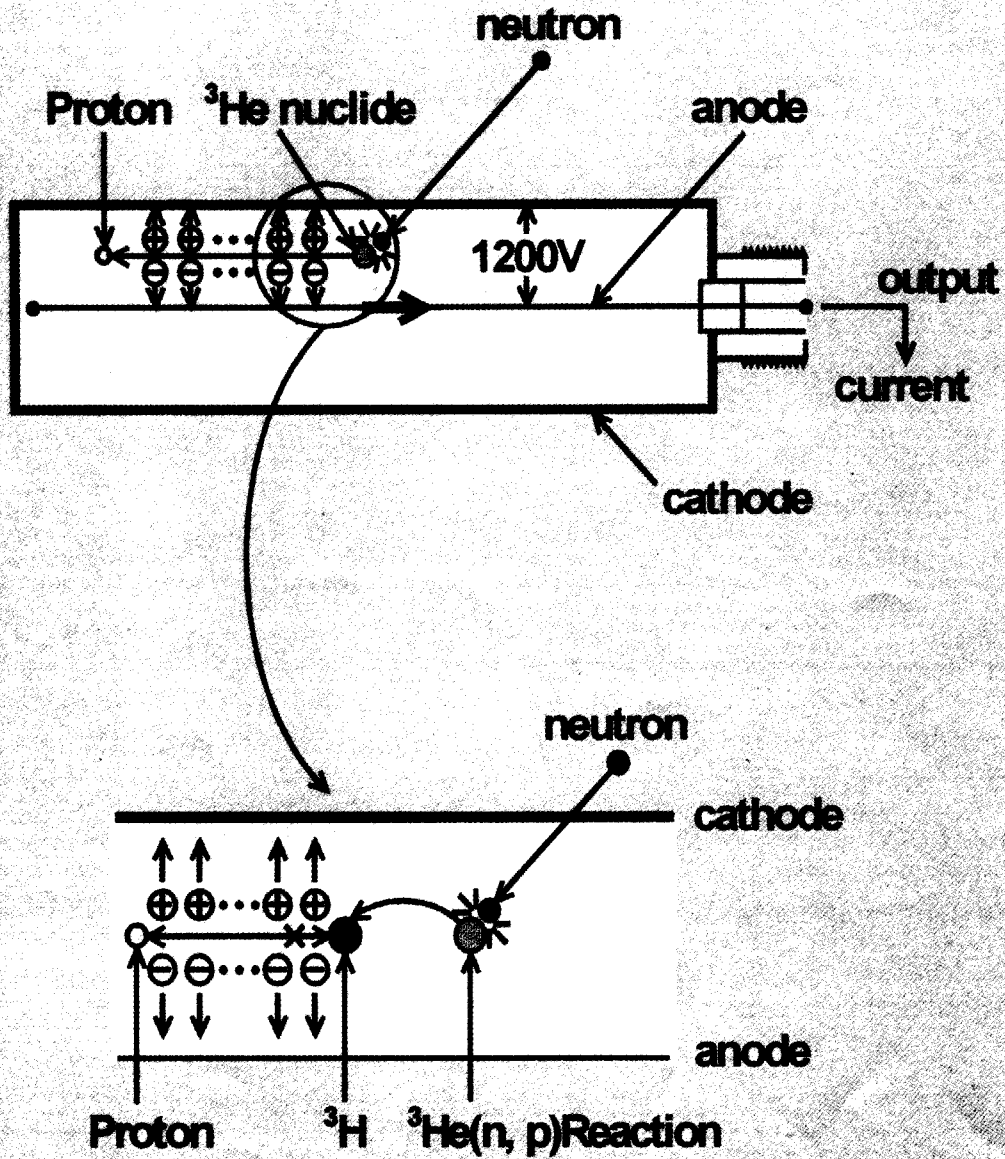 neutron
Proton
³He nuclide
anode
1200V
output
current
cathode
neutron
cathode
anode
Proton
³H
³He(n, p)Reaction